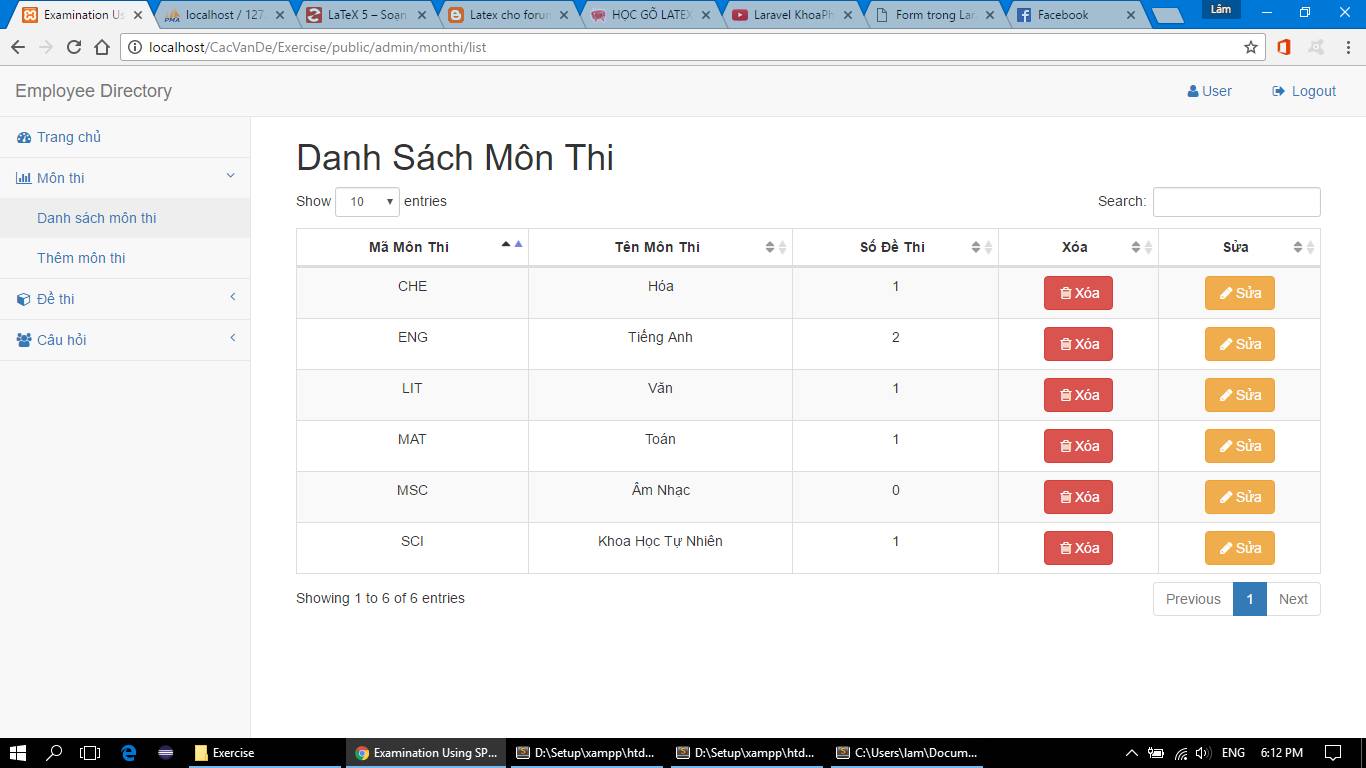 Examination Us
localhost / 127.
LaTeX 5 – Soan
Latex cho forun
HỌC GÕ LATEX
Laravel KhoaPh
Form trong Lar
Facebook
Lâm
localhost/CacVanDe/Exercise/public/admin/monthi/list
Employee Directory
User
Logout
Trang chủ
Môn thi
Danh sách môn thi
Thêm môn thi
Đề thi
Câu hỏi
Danh Sách Môn Thi
Show 10 entries
Search:
Mã Môn Thi Tên Môn Thi Số Đề Thi Xóa Sửa
CHE Hóa 1 Xóa Sửa
ENG Tiếng Anh 2 Xóa Sửa
LIT Văn 1 Xóa Sửa
MAT Toán 1 Xóa Sửa
MSC Âm Nhạc 0 Xóa Sửa
SCI Khoa Học Tự Nhiên 1 Xóa Sửa
Showing 1 to 6 of 6 entries
Previous 1 Next
Exercise
Examination Using SP...
D:\Setup\xampp\htd...
D:\Setup\xampp\htd...
C:\Users\lam\Docum...
ENG
6:12 PM